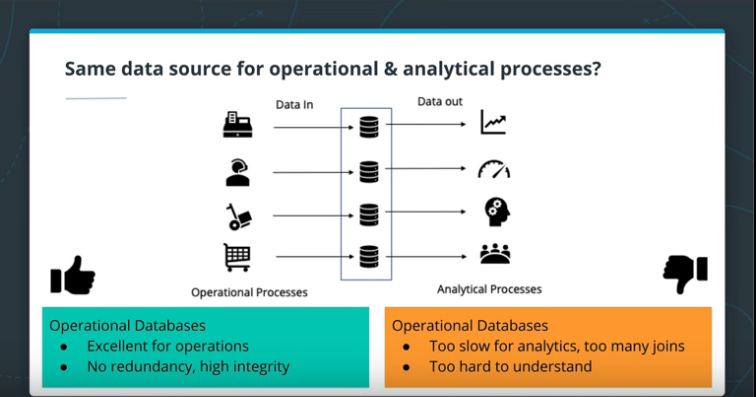 Same data source for operational & analytical processes?
Data In
Data out
Operational Processes
Analytical Processes
Operational Databases
● Excellent for operations
● No redundancy, high integrity
Operational Databases
● Too slow for analytics, too many joins
● Too hard to understand